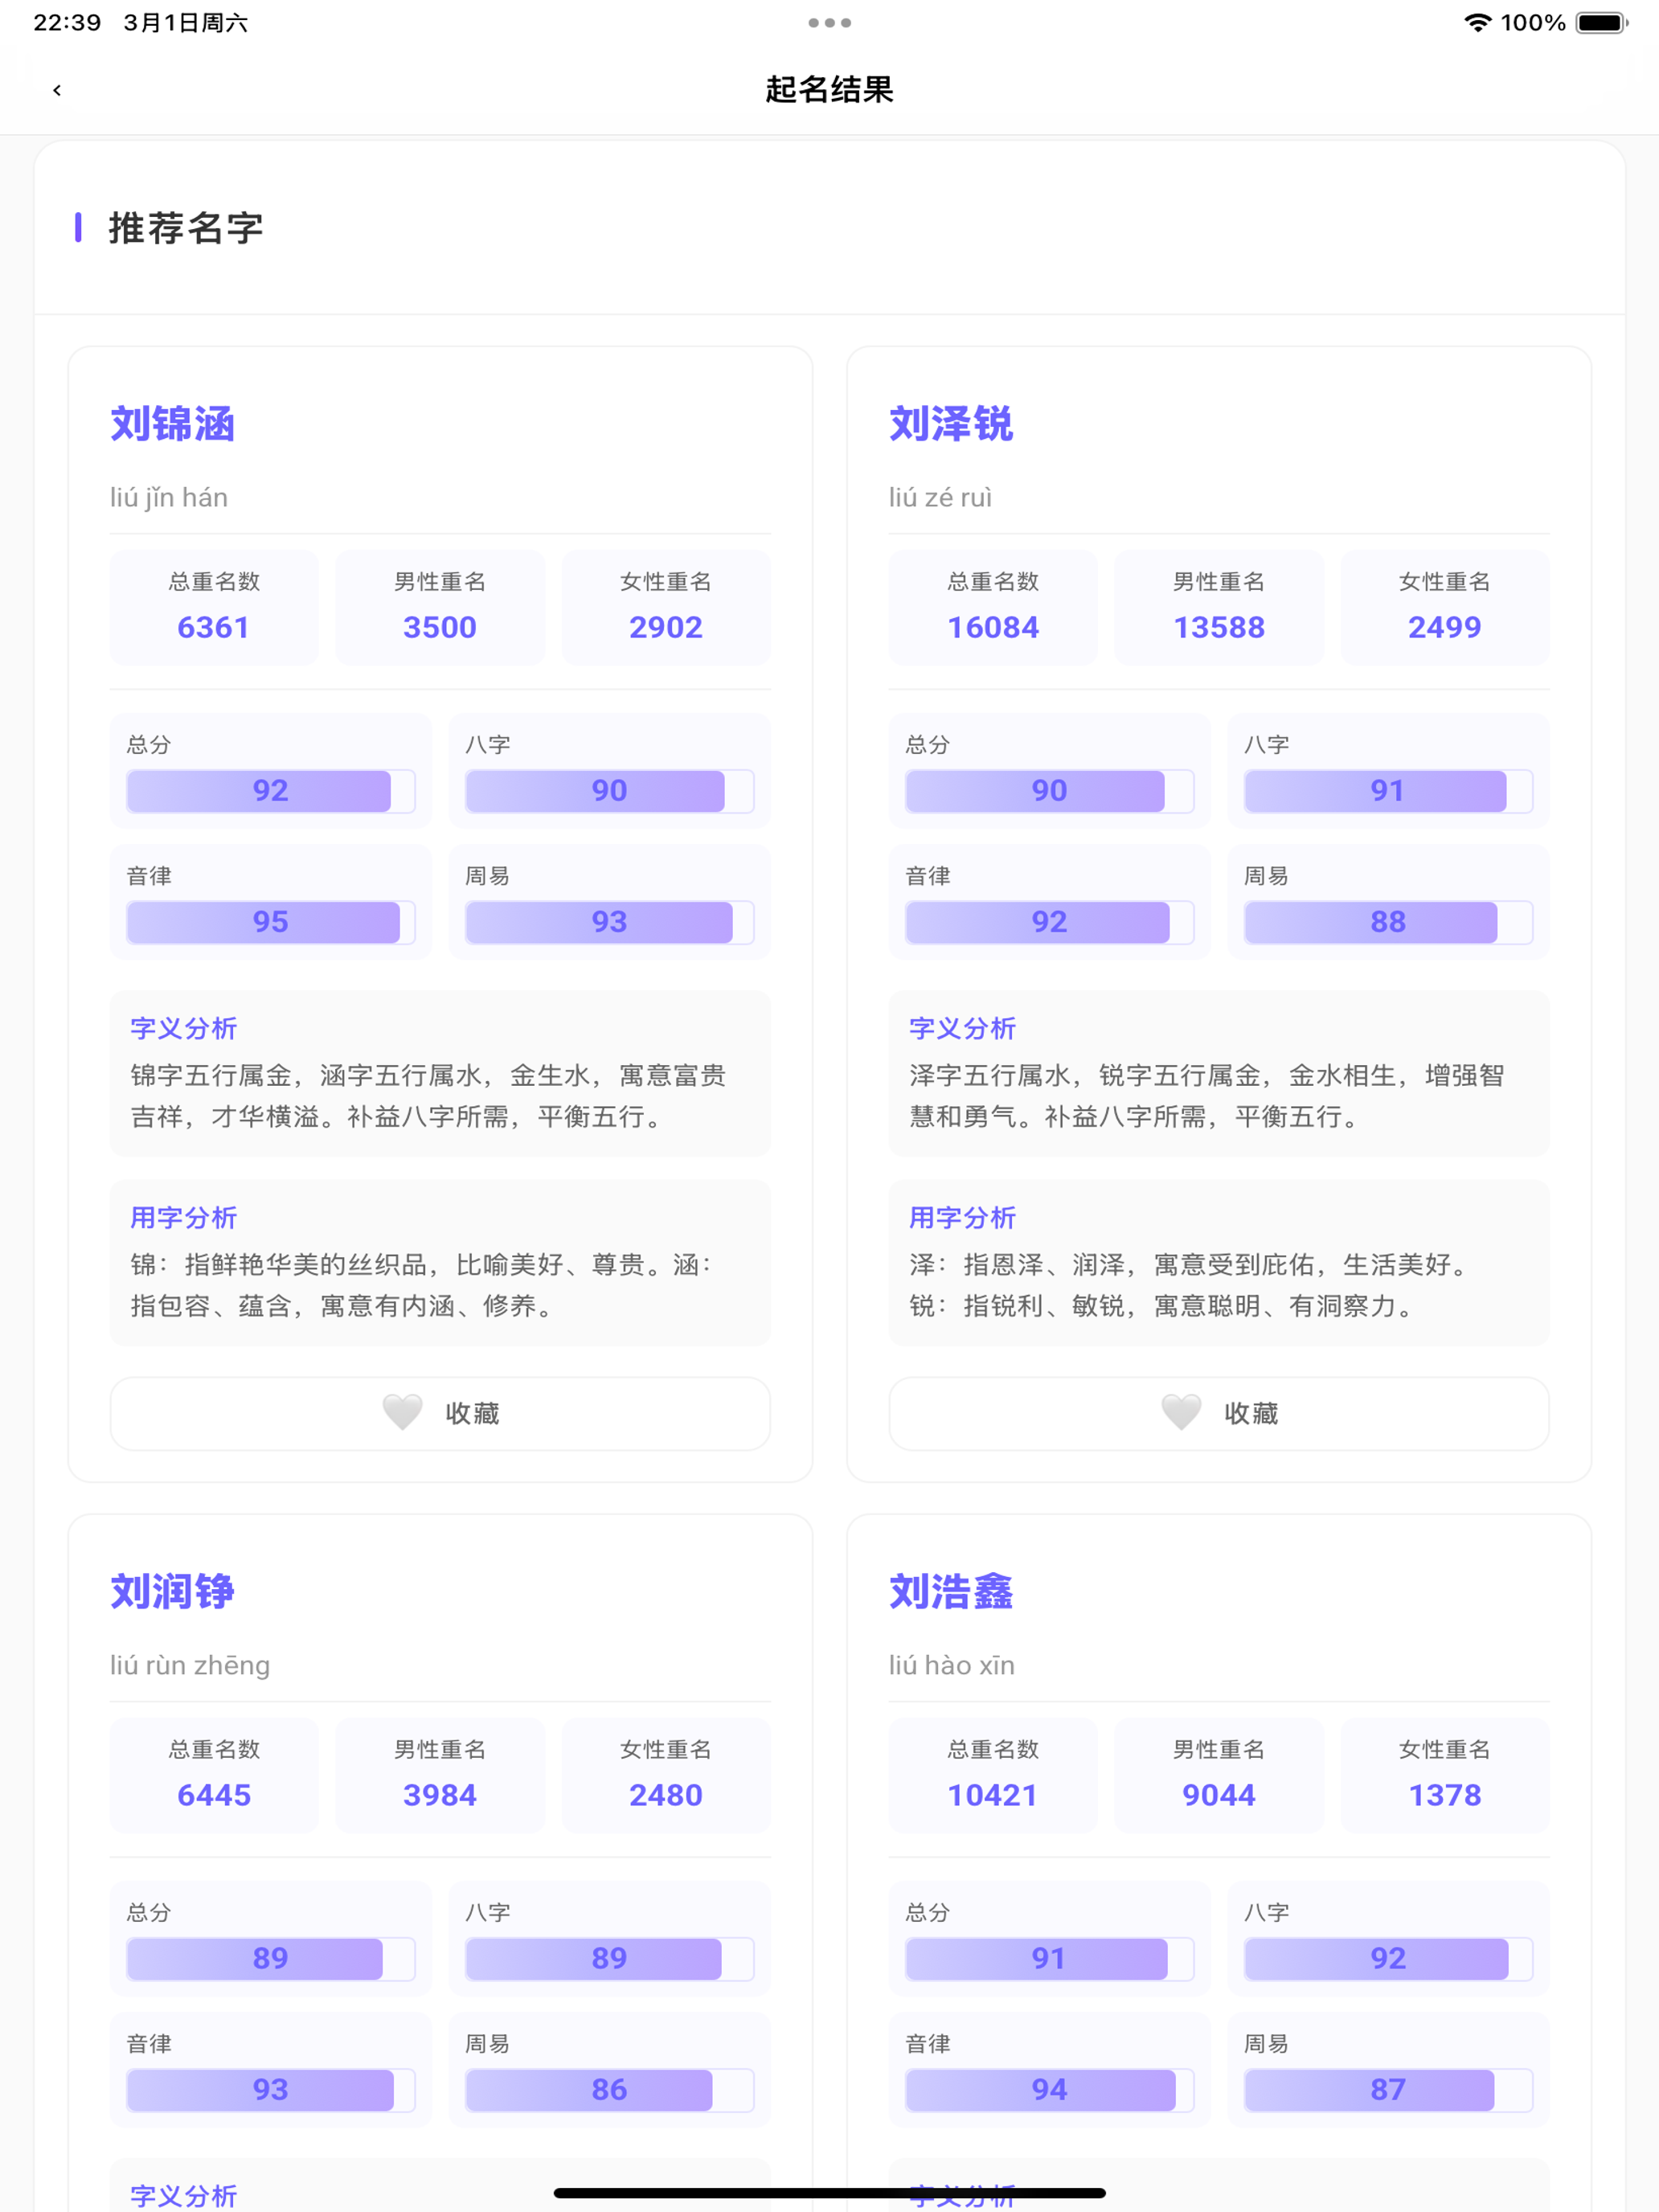 22:39 3月1日周六
100%
起名结果
推荐名字
刘锦涵
liú jǐn hán
总重名数 男性重名 女性重名
6361 3500 2902
总分 八字
92 90
音律 周易
95 93
字义分析
锦字五行属金，涵字五行属水，金生水，寓意富贵
吉祥，才华横溢。补益八字所需，平衡五行。
用字分析
锦：指鲜艳华美的丝织品，比喻美好、尊贵。涵：
指包容、蕴含，寓意有内涵、修养。
收藏
刘泽锐
liú zé ruì
总重名数 男性重名 女性重名
16084 13588 2499
总分 八字
90 91
音律 周易
92 88
字义分析
泽字五行属水，锐字五行属金，金水相生，增强智
慧和勇气。补益八字所需，平衡五行。
用字分析
泽：指恩泽、润泽，寓意受到庇佑，生活美好。
锐：指锐利、敏锐，寓意聪明、有洞察力。
收藏
刘润铮
liú rùn zhēng
总重名数 男性重名 女性重名
6445 3984 2480
总分 八字
89 89
音律 周易
93 86
字义分析
刘浩鑫
liú hào xīn
总重名数 男性重名 女性重名
10421 9044 1378
总分 八字
91 92
音律 周易
94 87
字义分析